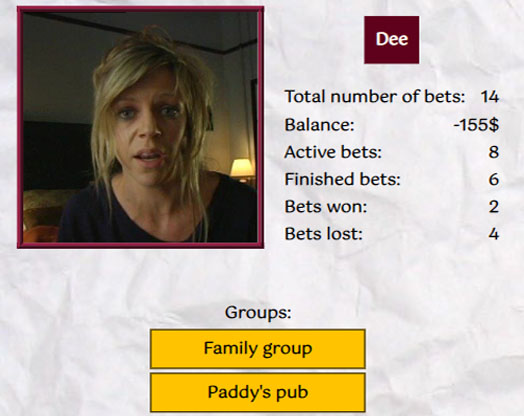 Dee
Total number of bets: 14
Balance: -155$
Active bets: 8
Finished bets: 6
Bets won: 2
Bets lost: 4
Groups:
Family group
Paddy's pub